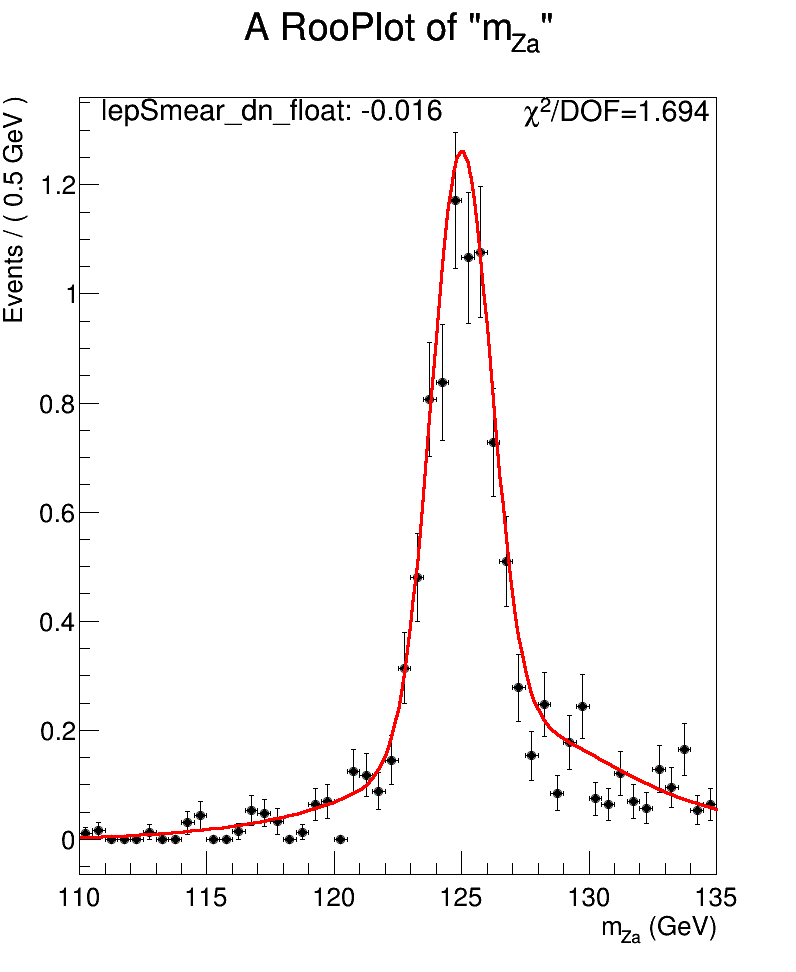 A RooPlot of "m_Za"
lepSmear_dn_float: -0.016
χ²/DOF=1.694
Events / ( 0.5 GeV )
1.2
1
0.8
0.6
0.4
0.2
0
110 115 120 125 130 135
m_Za (GeV)